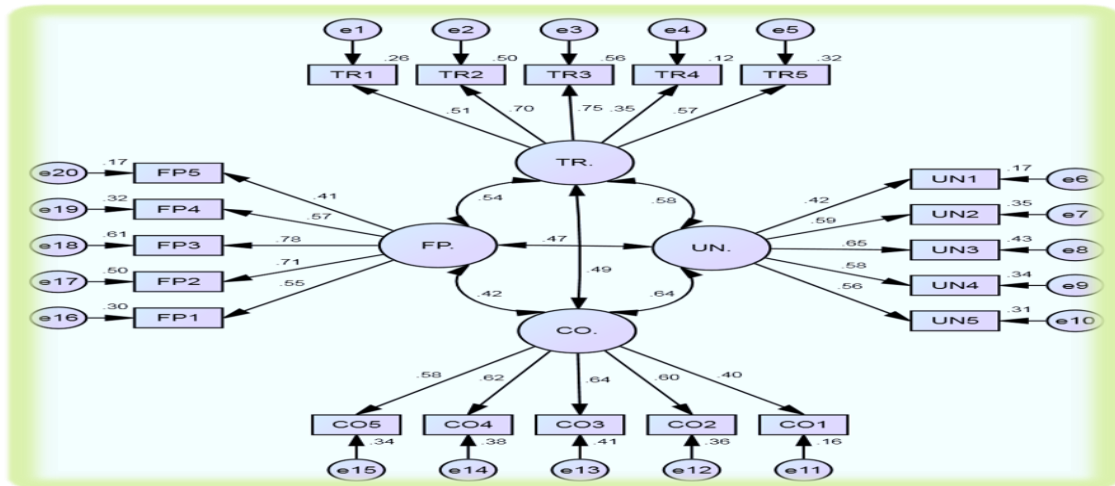 e1 e2 e3 e4 e5
.26 .50 .56 .12 .32
TR1 TR2 TR3 TR4 TR5
.51 .70 .75 .35 .57
TR.
e20 .17 FP5
e19 .32 FP4
e18 .61 FP3
e17 .50 FP2
e16 .30 FP1
.41
.57
.78
.71
.55
FP.
.54
.58
.47
.49
.42
.64
UN.
.42
.59
.65
.58
.56
UN1 .17 e6
UN2 .35 e7
UN3 .43 e8
UN4 .34 e9
UN5 .31 e10
CO.
.58 .62 .64 .60 .40
CO5 CO4 CO3 CO2 CO1
.34 .38 .41 .36 .16
e15 e14 e13 e12 e11